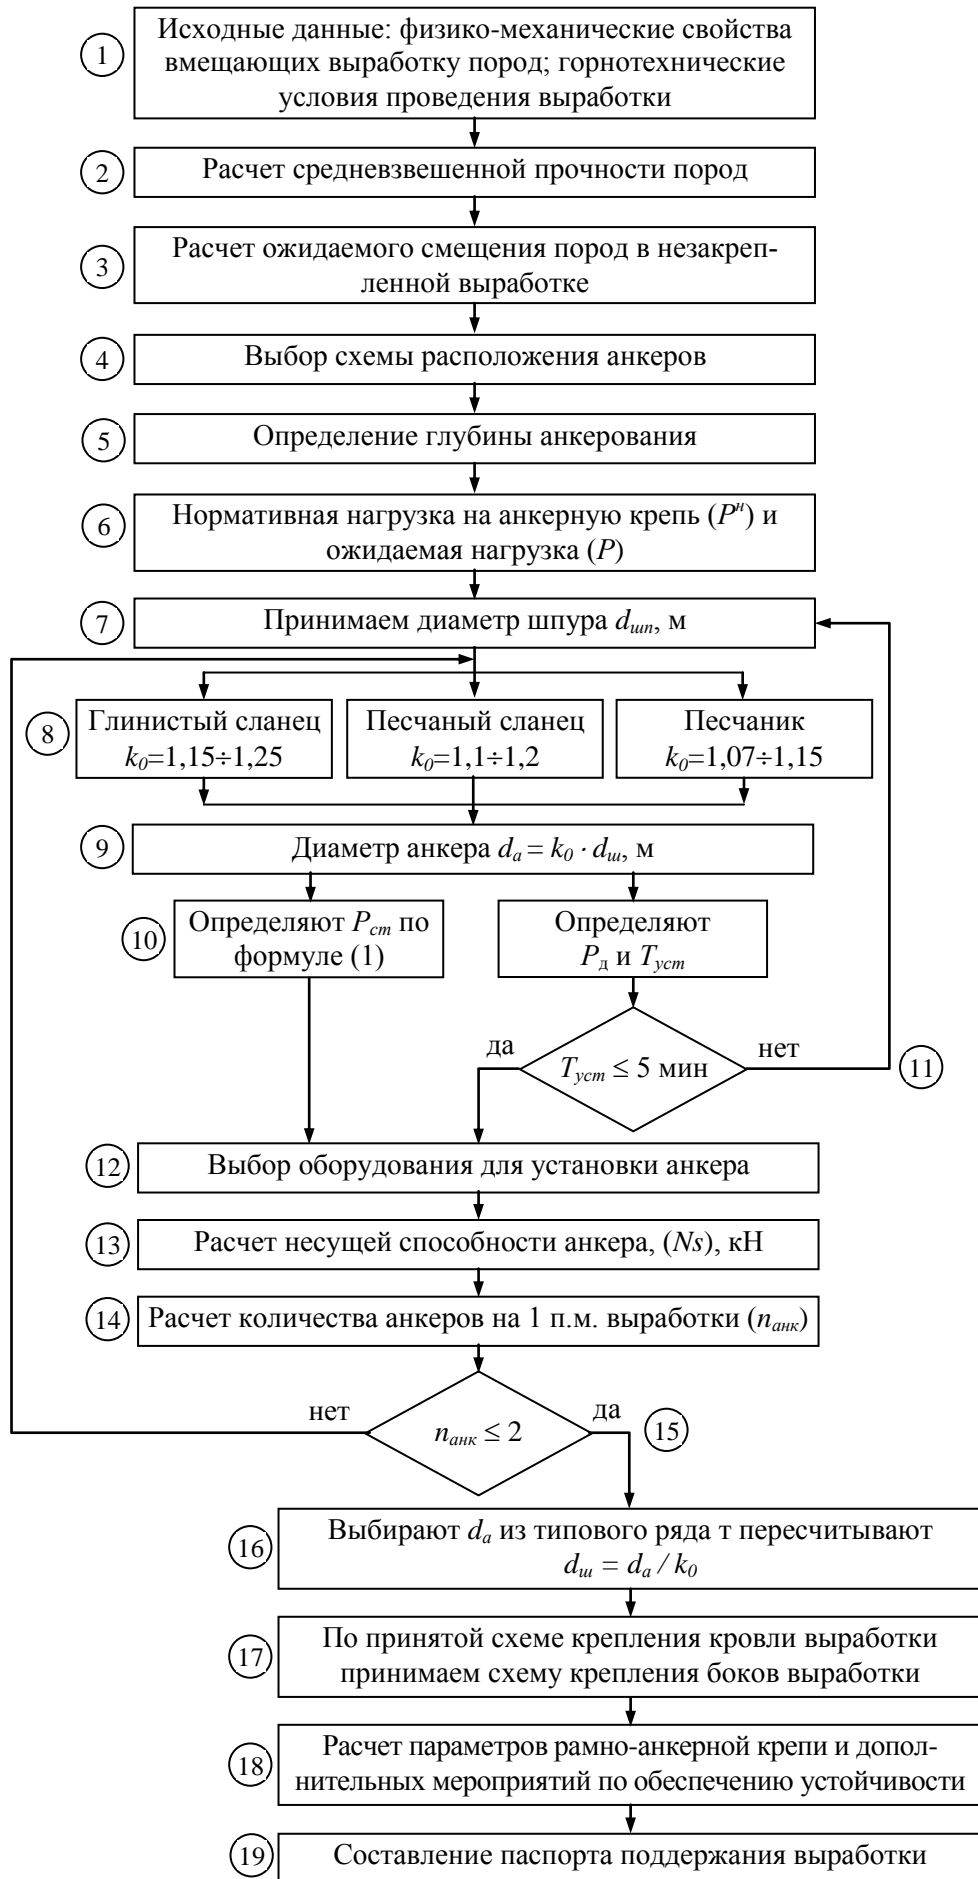 1
Исходные данные: физико-механические свойства
вмещающих выработку пород; горнотехнические
условия проведения выработки
2
Расчет средневзвешенной прочности пород
3
Расчет ожидаемого смещения пород в незакреп-
ленной выработке
4
Выбор схемы расположения анкеров
5
Определение глубины анкерования
6
Нормативная нагрузка на анкерную крепь (Pⁿ) и
ожидаемая нагрузка (P)
7
Принимаем диаметр шпура dшп, м
8
Глинистый сланец
k0=1,15÷1,25
Песчаный сланец
k0=1,1÷1,2
Песчаник
k0=1,07÷1,15
9
Диаметр анкера da = k0 · dш, м
10
Определяют Pст по
формуле (1)
Определяют
Pд и Tуст
да
Tуст ≤ 5 мин
нет
11
12
Выбор оборудования для установки анкера
13
Расчет несущей способности анкера, (Ns), кН
14
Расчет количества анкеров на 1 п.м. выработки (nанк)
нет
nанк ≤ 2
да
15
16
Выбирают da из типового ряда т пересчитывают
dш = da / k0
17
По принятой схеме крепления кровли выработки
принимаем схему крепления боков выработки
18
Расчет параметров рамно-анкерной крепи и допол-
нительных мероприятий по обеспечению устойчивости
19
Составление паспорта поддержания выработки